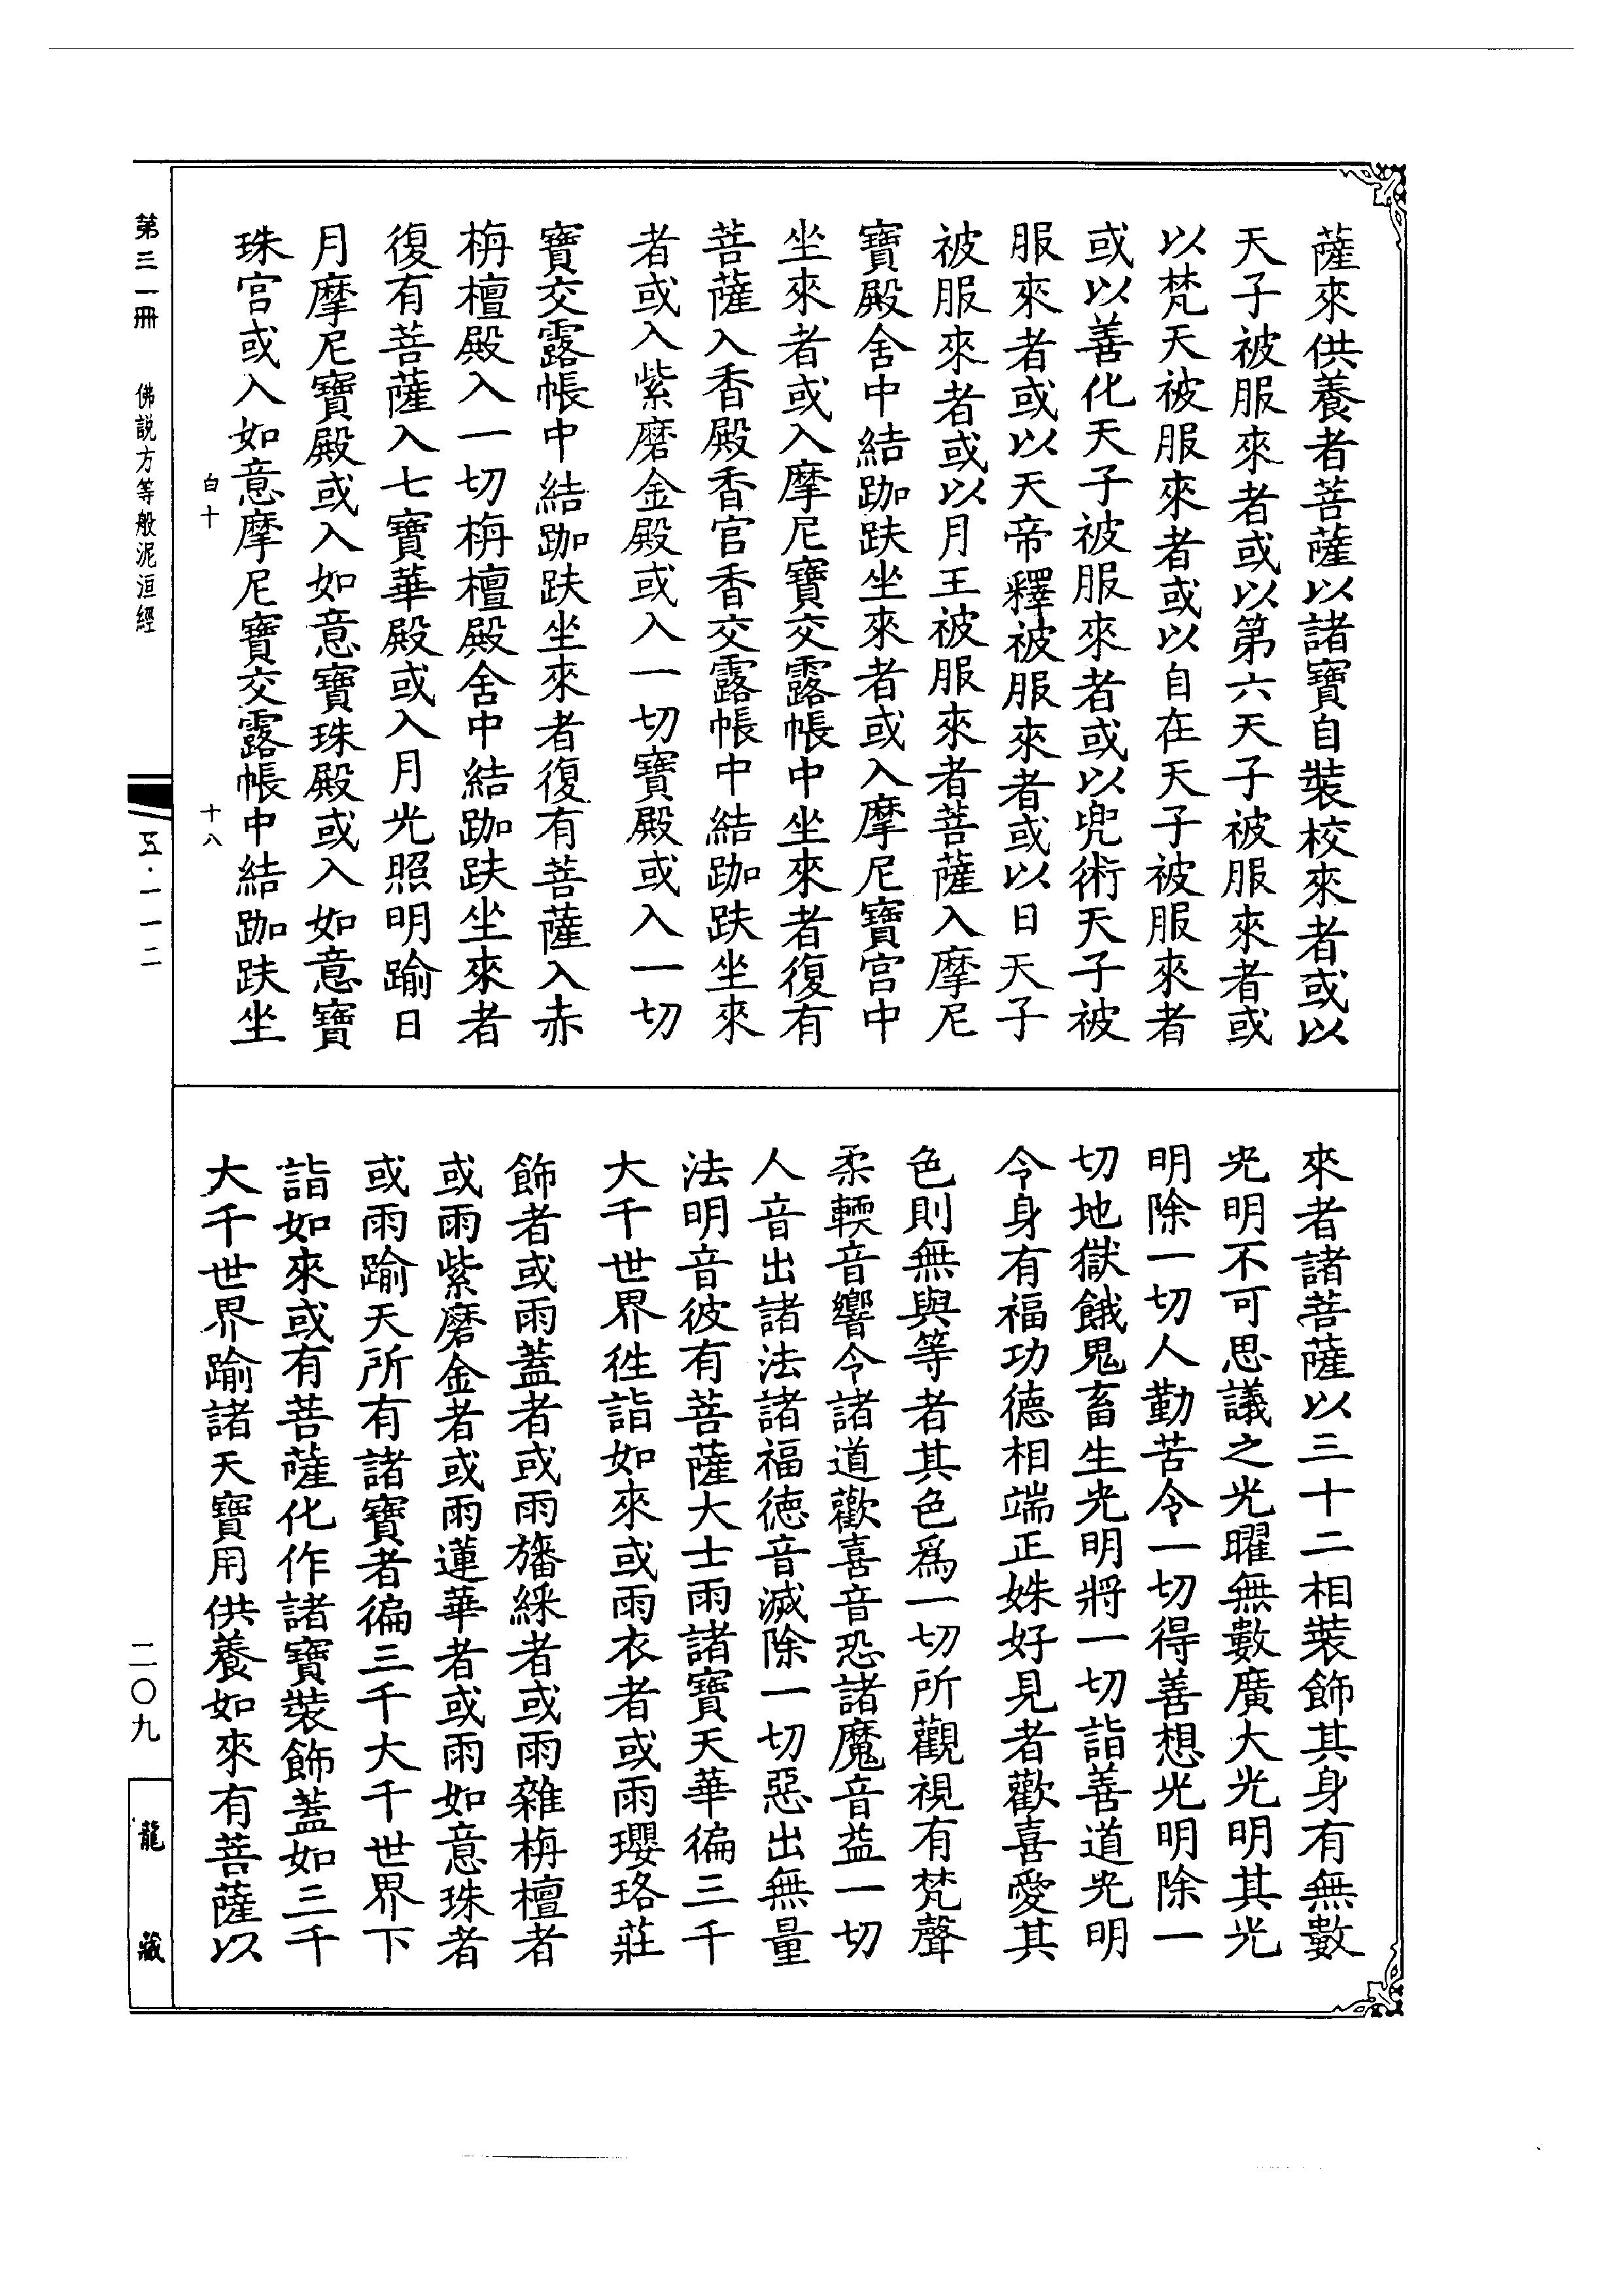 薩來供養者菩薩以諸寶自裝校來者或以
天子被服來者或以第六天子被服來者或
以梵天被服來者或以自在天子被服來者
或以善化天子被服來者或以兜術天子被
服來者或以天帝釋被服來者或以日天子
被服來者或以月王被服來者菩薩入摩尼
寶殿舍中結跏趺坐來者或入摩尼寶宮中
坐來者或入摩尼寶交露帳中坐來者復有
菩薩入香殿香宮香交露帳中結跏趺坐來
者或入紫磨金殿或入一切寶殿或入一切
寶交露帳中結跏趺坐來者復有菩薩入赤
栴檀殿入一切栴檀殿舍中結跏趺坐來者
復有菩薩入七寶華殿或入月光照明踰日
月摩尼寶殿或入如意寶珠殿或入如意寶
珠宮或入如意摩尼寶交露帳中結跏趺坐
來者諸菩薩以三十二相裝飾其身有無數
光明不可思議之光曜無數廣大光明其光
明除一切人勤苦令一切得善想光明除一
切地獄餓鬼畜生光明將一切詣善道光明
令身有福功德相端正姝好見者歡喜愛其
色則無與等者其色為一切所觀視有梵聲
柔輭音響令諸道歡喜音恐諸魔音益一切
人音出諸法諸福德音滅除一切惡出無量
法明音彼有菩薩大士雨諸寶天華徧三千
大千世界徃詣如來或雨衣者或雨瓔珞莊
飾者或雨蓋者或雨旛綵者或雨雜栴檀者
或雨紫磨金者或雨蓮華者或雨如意珠者
或雨踰天所有諸寶者徧三千大千世界下
詣如來或有菩薩化作諸寶裝飾蓋如三千
大千世界踰諸天寶用供養如來有菩薩以
白十
十八
第三一冊 佛説方等般泥洹經
五·一一二
二〇九
龍藏